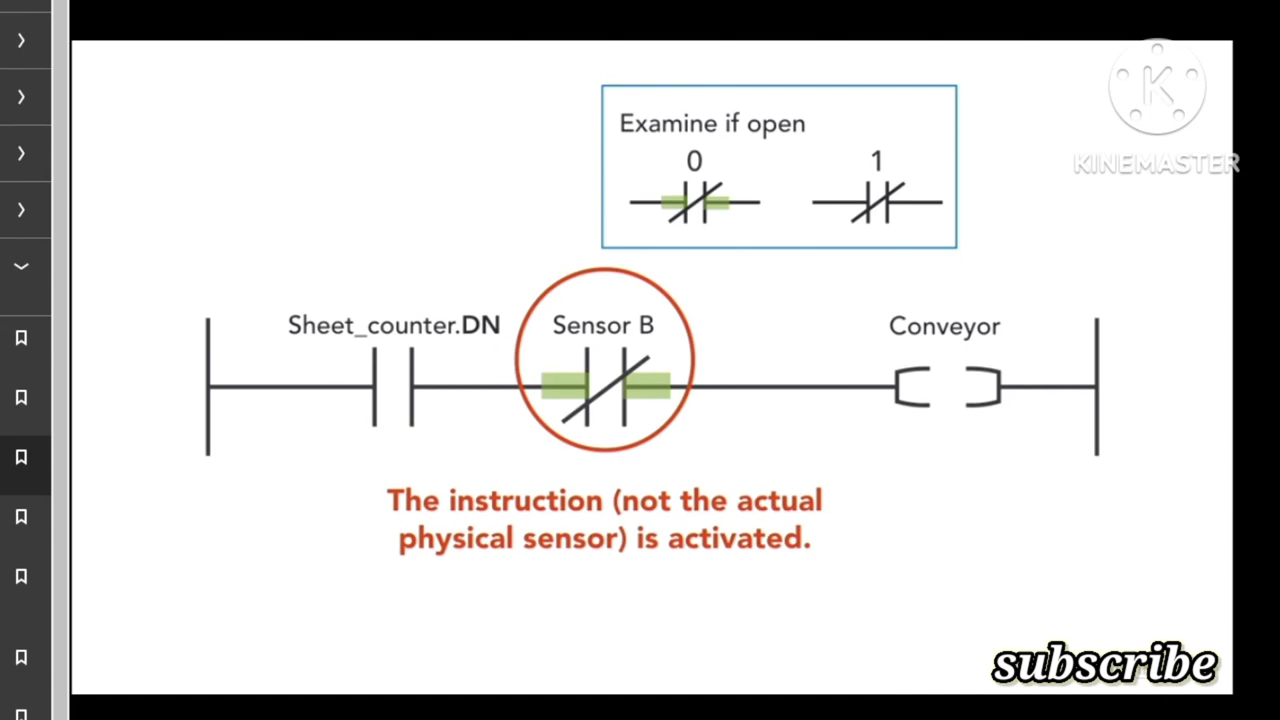 Examine if open
0 1
K
KINEMASTER
Sheet_counter.DN Sensor B Conveyor
The instruction (not the actual
physical sensor) is activated.
subscribe